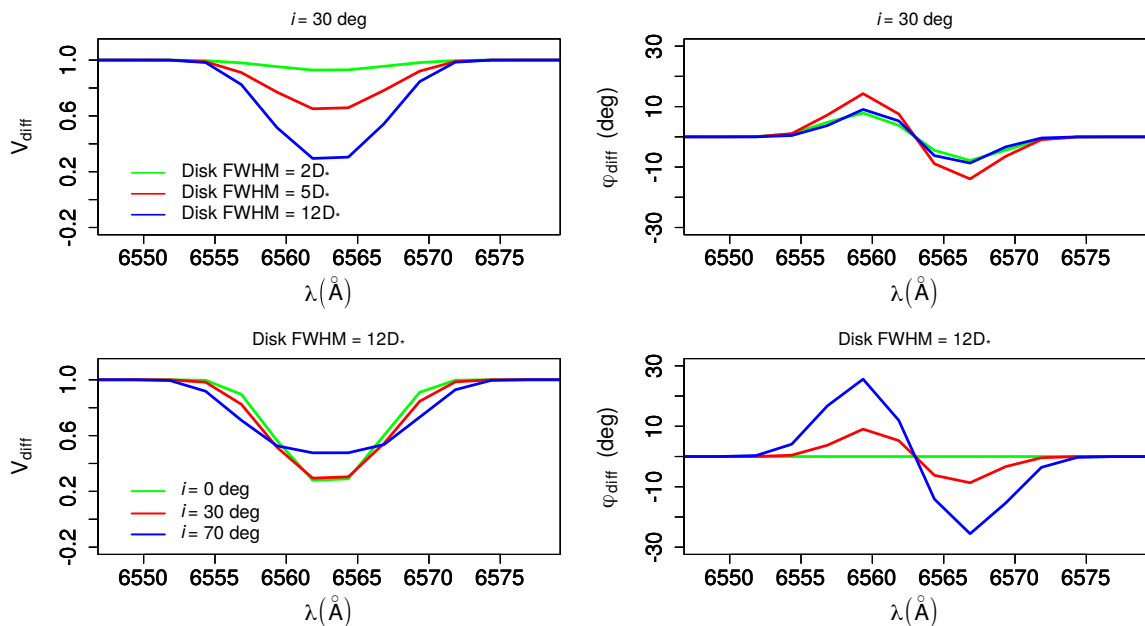 i = 30 deg
1.0
0.6
0.2
-0.2
V_diff
Disk FWHM = 2D⋆
Disk FWHM = 5D⋆
Disk FWHM = 12D⋆
6550 6555 6560 6565 6570 6575
λ(Å)
i = 30 deg
30
10
-10
-30
φ_diff (deg)
6550 6555 6560 6565 6570 6575
λ(Å)
Disk FWHM = 12D⋆
1.0
0.6
0.2
-0.2
V_diff
i = 0 deg
i = 30 deg
i = 70 deg
6550 6555 6560 6565 6570 6575
λ(Å)
Disk FWHM = 12D⋆
30
10
-10
-30
φ_diff (deg)
6550 6555 6560 6565 6570 6575
λ(Å)